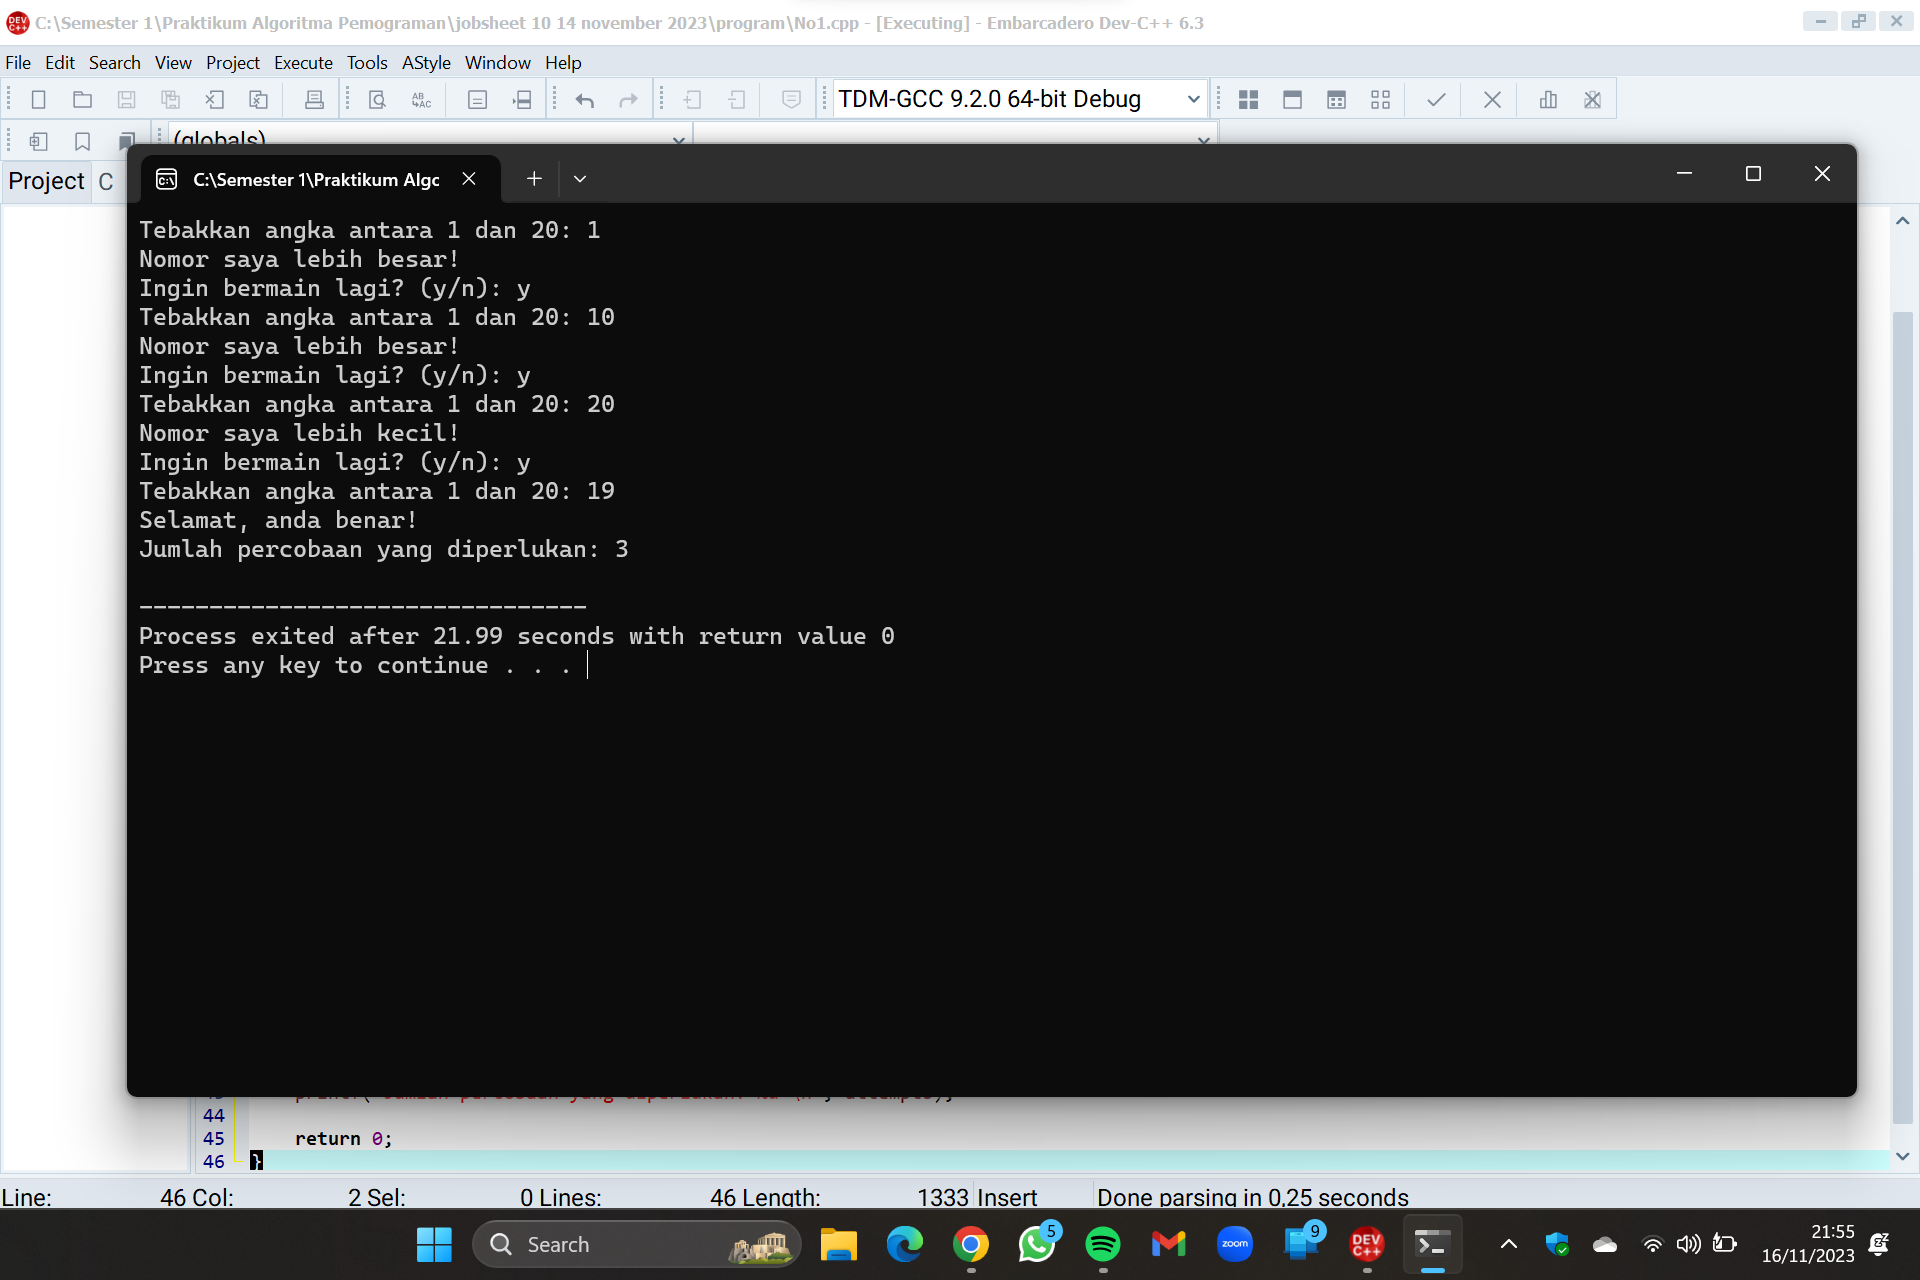 C:\Semester 1\Praktikum Algoritma Pemograman\jobsheet 10 14 november 2023\program\No1.cpp - [Executing] - Embarcadero Dev-C++ 6.3
File Edit Search View Project Execute Tools AStyle Window Help
TDM-GCC 9.2.0 64-bit Debug
(globals)
Project C
C:\Semester 1\Praktikum Algo
Tebakkan angka antara 1 dan 20: 1
Nomor saya lebih besar!
Ingin bermain lagi? (y/n): y
Tebakkan angka antara 1 dan 20: 10
Nomor saya lebih besar!
Ingin bermain lagi? (y/n): y
Tebakkan angka antara 1 dan 20: 20
Nomor saya lebih kecil!
Ingin bermain lagi? (y/n): y
Tebakkan angka antara 1 dan 20: 19
Selamat, anda benar!
Jumlah percobaan yang diperlukan: 3
--------------------------------
Process exited after 21.99 seconds with return value 0
Press any key to continue . . .
44
45 return 0;
46 }
Line: 46 Col: 2 Sel: 0 Lines: 46 Length: 1333 Insert Done parsing in 0,25 seconds
Search
5
zoom
9
DEV C++
21:55
16/11/2023